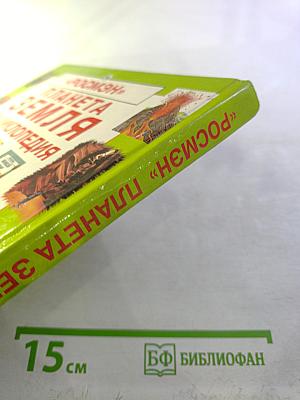 "РОСМЭН"
ПЛАНЕТА
ЗЕМЛЯ
"РОСМЭН" ПЛАНЕТА ЗЕ
15 см
БФ БИБЛИОФАН